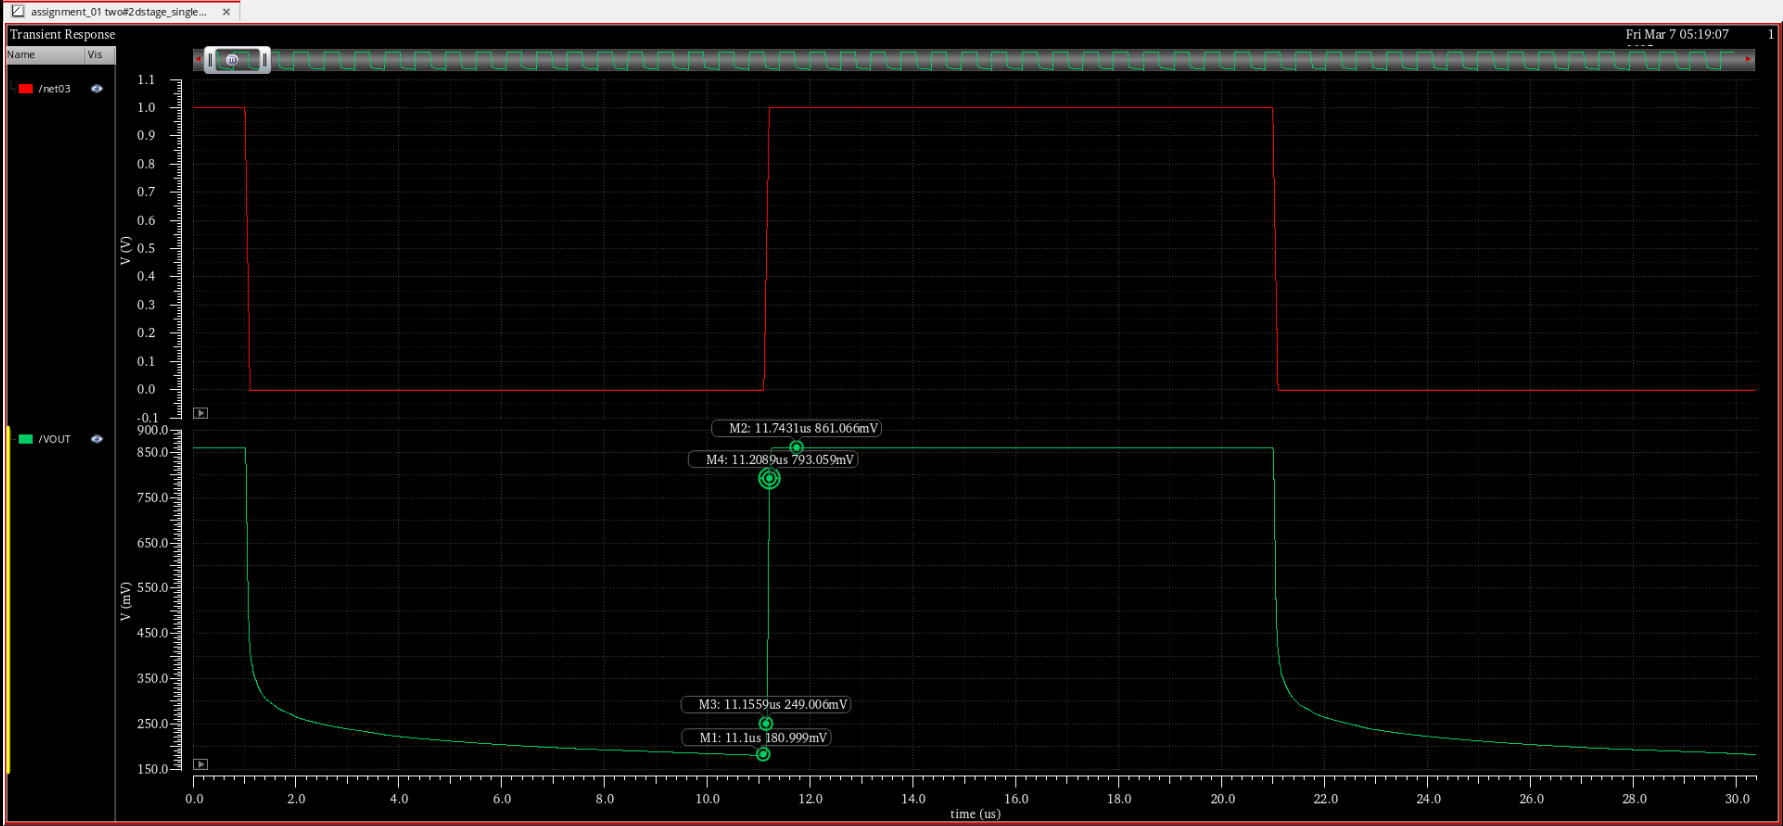 assignment_01 two#2dstage_single...
Transient Response
Fri Mar 7 05:19:07
1
Name
Vis
/net03
1.1
1.0
0.9
0.8
0.7
0.6
0.5
0.4
0.3
0.2
0.1
0.0
-0.1
V (V)
/VOUT
900.0
850.0
750.0
650.0
550.0
450.0
350.0
250.0
150.0
V (mV)
M2: 11.7431us 861.066mV
M4: 11.2089us 793.059mV
M3: 11.1559us 249.006mV
M1: 11.1us 180.999mV
0.0 2.0 4.0 6.0 8.0 10.0 12.0 14.0 16.0 18.0 20.0 22.0 24.0 26.0 28.0 30.0
time (us)